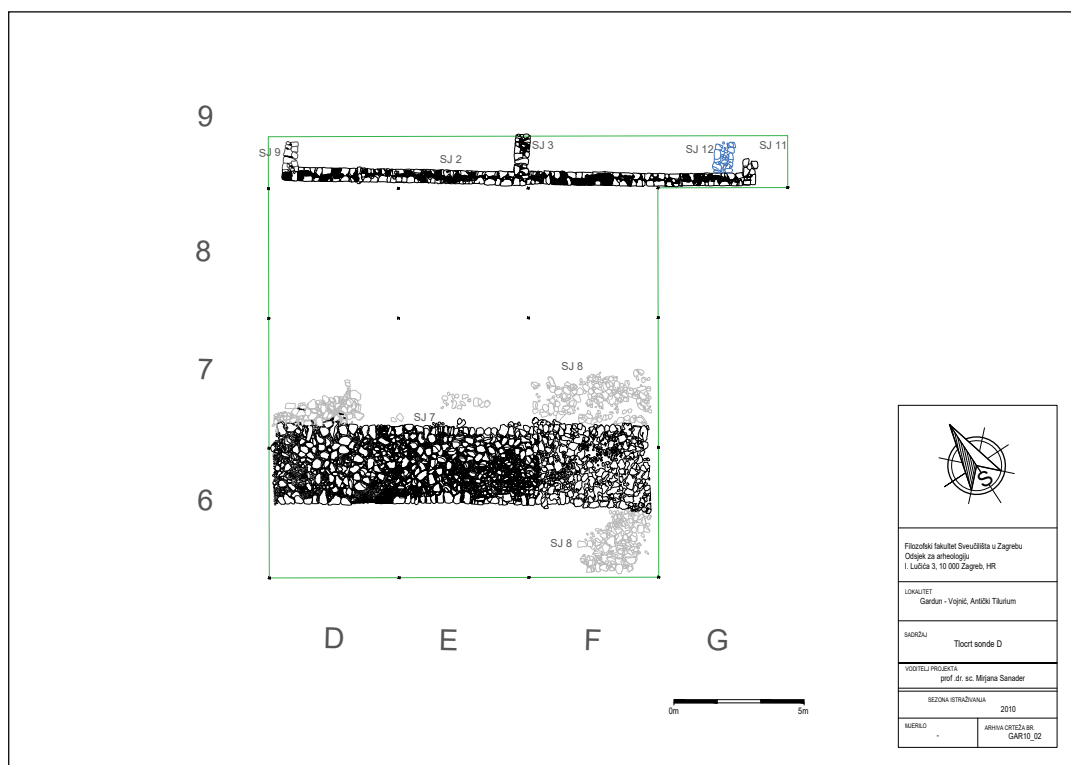 9
SJ 9
SJ 2
SJ 3
SJ 12
SJ 11
8
7
SJ 8
SJ 7
6
SJ 8
D
E
F
G
0m
5m
S
Filozofski fakultet Sveučilišta u Zagrebu
Odsjek za arheologiju
I. Lučića 3, 10 000 Zagreb, HR
LOKALITET
Gardun - Vojnić, Antički Tilurium
SADRŽAJ
Tlocrt sonde D
VODITELJ PROJEKTA
prof .dr. sc. Mirjana Sanader
SEZONA ISTRAŽIVANJA
2010
MJERILO
-
ARHIVA CRTEŽA BR.
GAR10_02